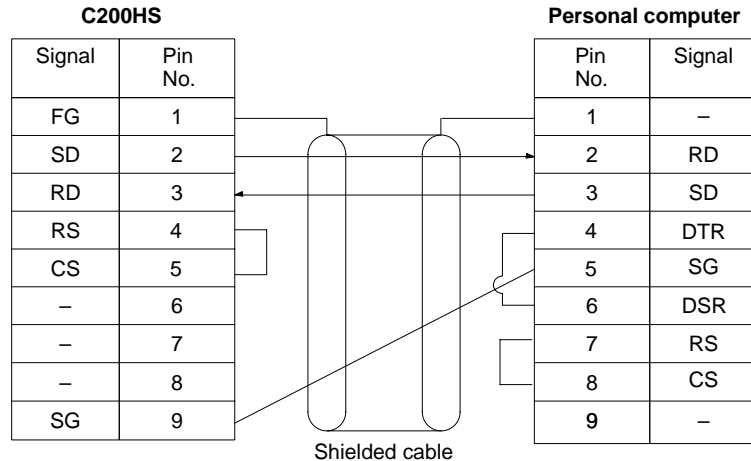 C200HS Personal computer
Signal Pin No. Pin No. Signal
FG 1 1 –
SD 2 2 RD
RD 3 3 SD
RS 4 4 DTR
CS 5 5 SG
– 6 6 DSR
– 7 7 RS
– 8 8 CS
SG 9 9 –
Shielded cable